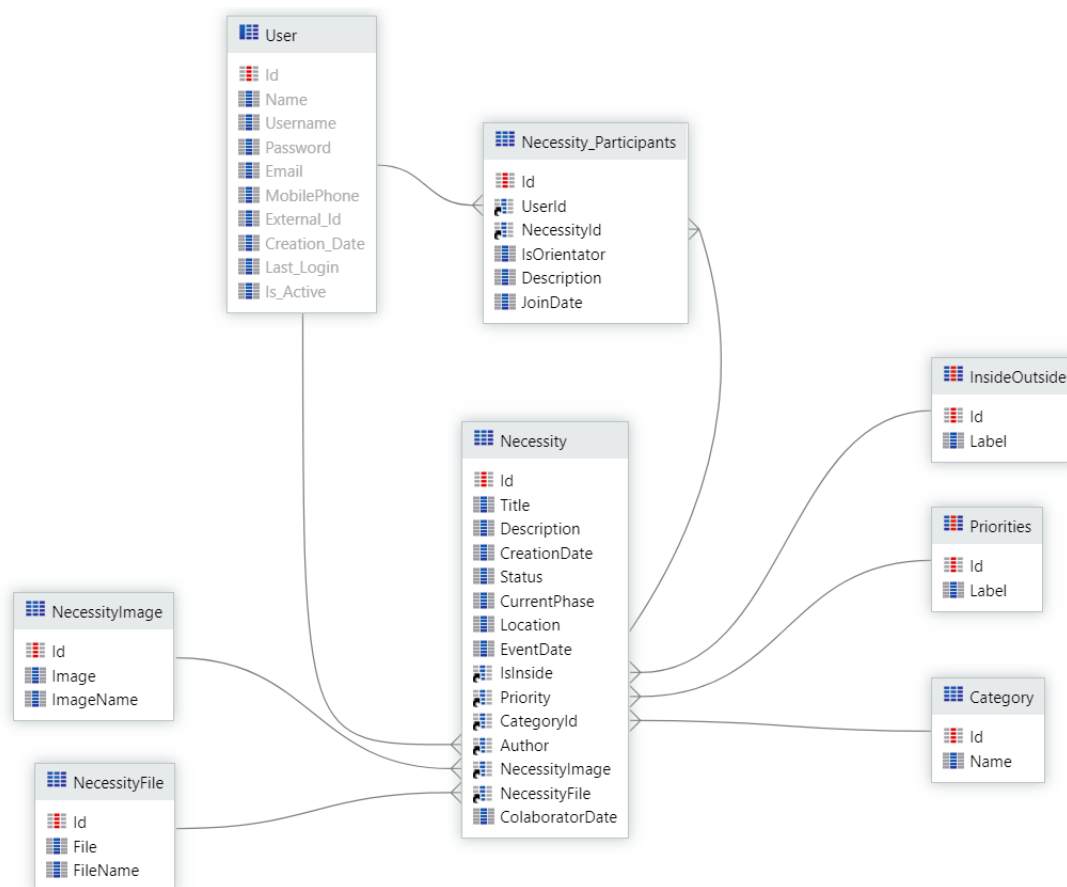 User
Id
Name
Username
Password
Email
MobilePhone
External_Id
Creation_Date
Last_Login
Is_Active
Necessity_Participants
Id
UserId
NecessityId
IsOrientator
Description
JoinDate
InsideOutside
Id
Label
Necessity
Id
Title
Description
CreationDate
Status
CurrentPhase
Location
EventDate
IsInside
Priority
CategoryId
Author
NecessityImage
NecessityFile
ColaboratorDate
Priorities
Id
Label
NecessityImage
Id
Image
ImageName
Category
Id
Name
NecessityFile
Id
File
FileName